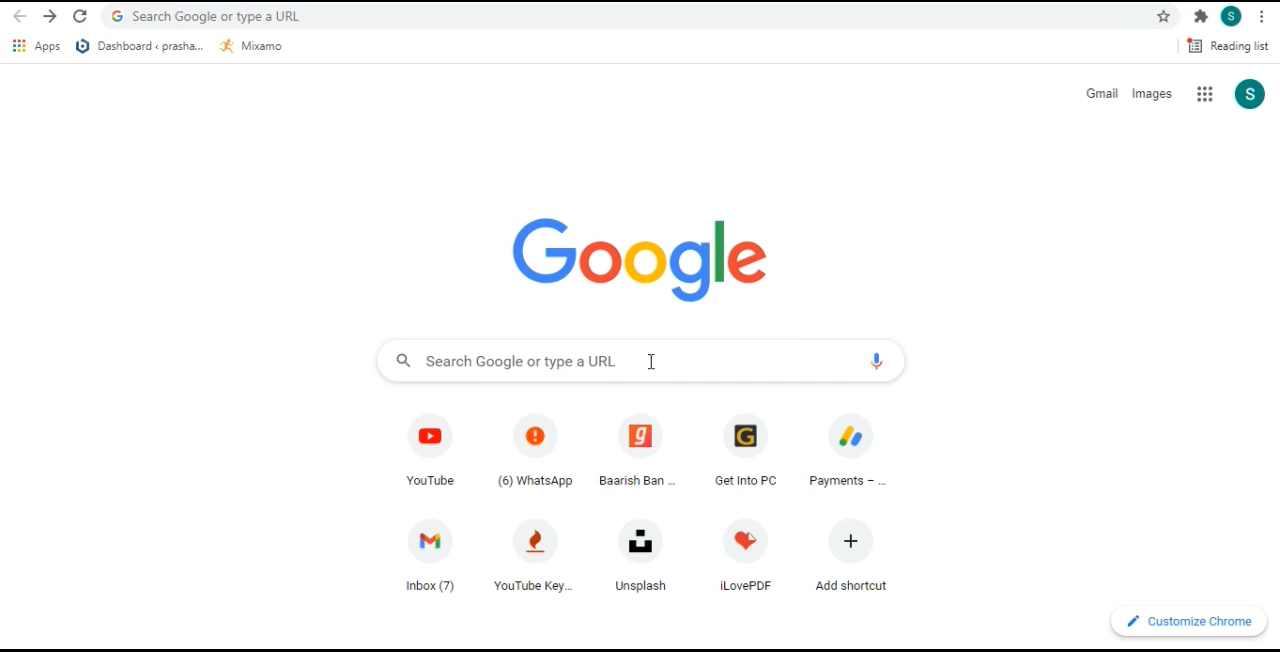 Search Google or type a URL
S
Apps
Dashboard ‹ prasha...
Mixamo
Reading list
Gmail
Images
S
Google
Search Google or type a URL
YouTube
(6) WhatsApp
Baarish Ban ...
Get Into PC
Payments – ...
Inbox (7)
YouTube Key...
Unsplash
iLovePDF
Add shortcut
Customize Chrome